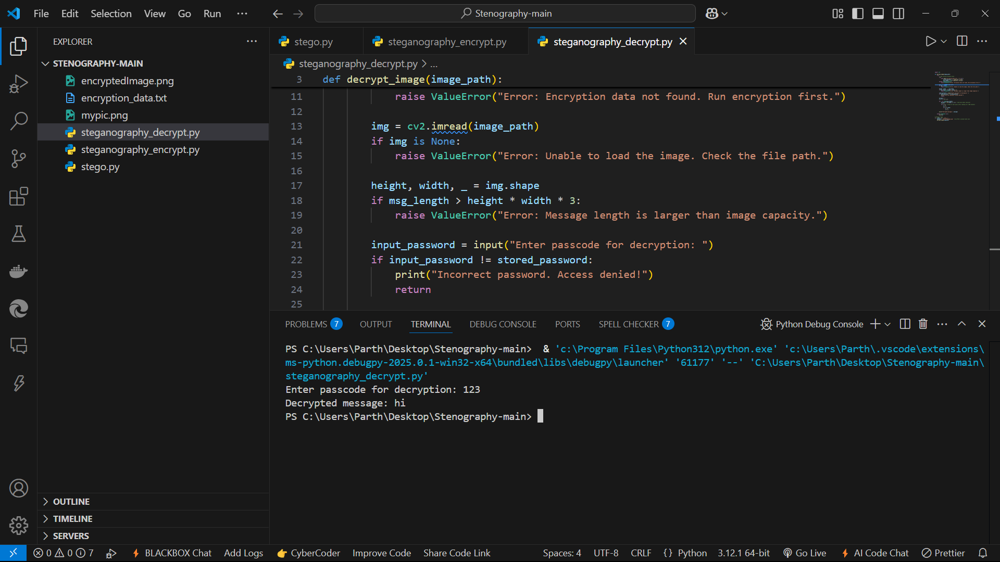 File Edit Selection View Go Run ... Stenography-main
EXPLORER ...
STENOGRAPHY-MAIN
encryptedImage.png
encryption_data.txt
mypic.png
steganography_decrypt.py
steganography_encrypt.py
stego.py
OUTLINE
TIMELINE
SERVERS
stego.py steganography_encrypt.py steganography_decrypt.py
steganography_decrypt.py > ...
3 def decrypt_image(image_path):
11 raise ValueError("Error: Encryption data not found. Run encryption first.")
12
13 img = cv2.imread(image_path)
14 if img is None:
15 raise ValueError("Error: Unable to load the image. Check the file path.")
16
17 height, width, _ = img.shape
18 if msg_length > height * width * 3:
19 raise ValueError("Error: Message length is larger than image capacity.")
20
21 input_password = input("Enter passcode for decryption: ")
22 if input_password != stored_password:
23 print("Incorrect password. Access denied!")
24 return
25
PROBLEMS 7 OUTPUT TERMINAL DEBUG CONSOLE PORTS SPELL CHECKER 7 Python Debug Console
PS C:\Users\Parth\Desktop\Stenography-main> & 'c:\Program Files\Python312\python.exe' 'c:\Users\Parth\.vscode\extensions\
ms-python.debugpy-2025.0.1-win32-x64\bundled\libs\debugpy\launcher' '61177' '--' 'C:\Users\Parth\Desktop\Stenography-main\
steganography_decrypt.py'
Enter passcode for decryption: 123
Decrypted message: hi
PS C:\Users\Parth\Desktop\Stenography-main>
0 0 7 BLACKBOX Chat Add Logs CyberCoder Improve Code Share Code Link Spaces: 4 UTF-8 CRLF {} Python 3.12.1 64-bit Go Live AI Code Chat Prettier